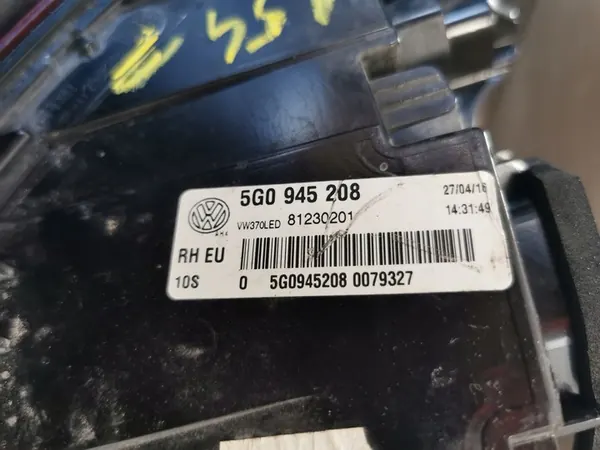 5G0 945 208
27/04/16
VW370LED 81230201
14:31:49
RH EU
10S
0 5G0945208 0079327